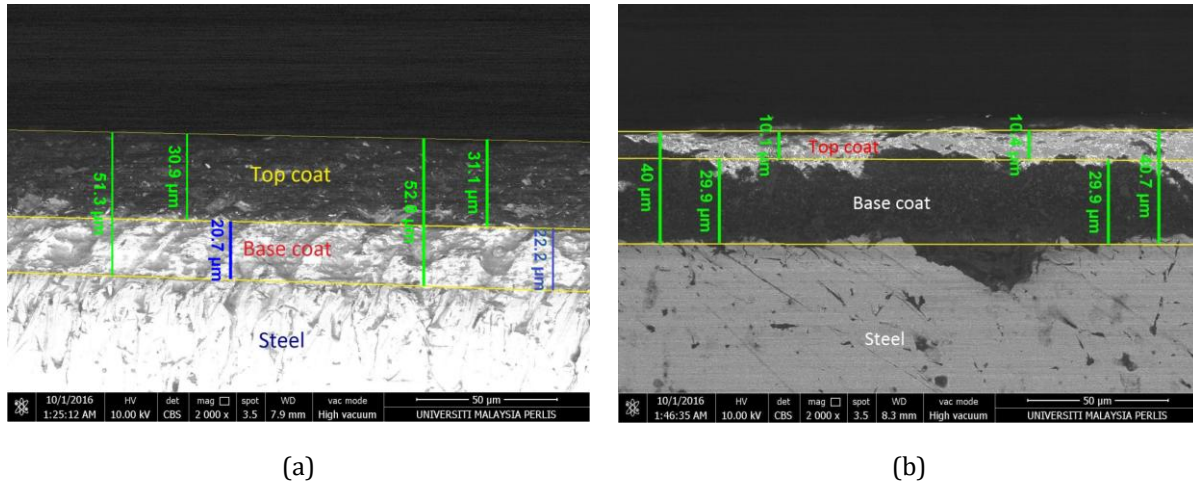 30.9 µm
51.3 µm
Top coat
31.1 µm
52.6 µm
20.7 µm
Base coat
22.2 µm
Steel
10/1/2016 HV det mag □ spot WD vac mode 50 µm
1:25:12 AM 10.00 kV CBS 2 000 x 3.5 7.9 mm High vacuum UNIVERSITI MALAYSIA PERLIS
(a)
10.1 µm
Top coat
10.4 µm
40 µm
29.9 µm
Base coat
29.9 µm
40.7 µm
Steel
10/1/2016 HV det mag □ spot WD vac mode 50 µm
1:46:35 AM 10.00 kV CBS 2 000 x 3.5 8.3 mm High vacuum UNIVERSITI MALAYSIA PERLIS
(b)